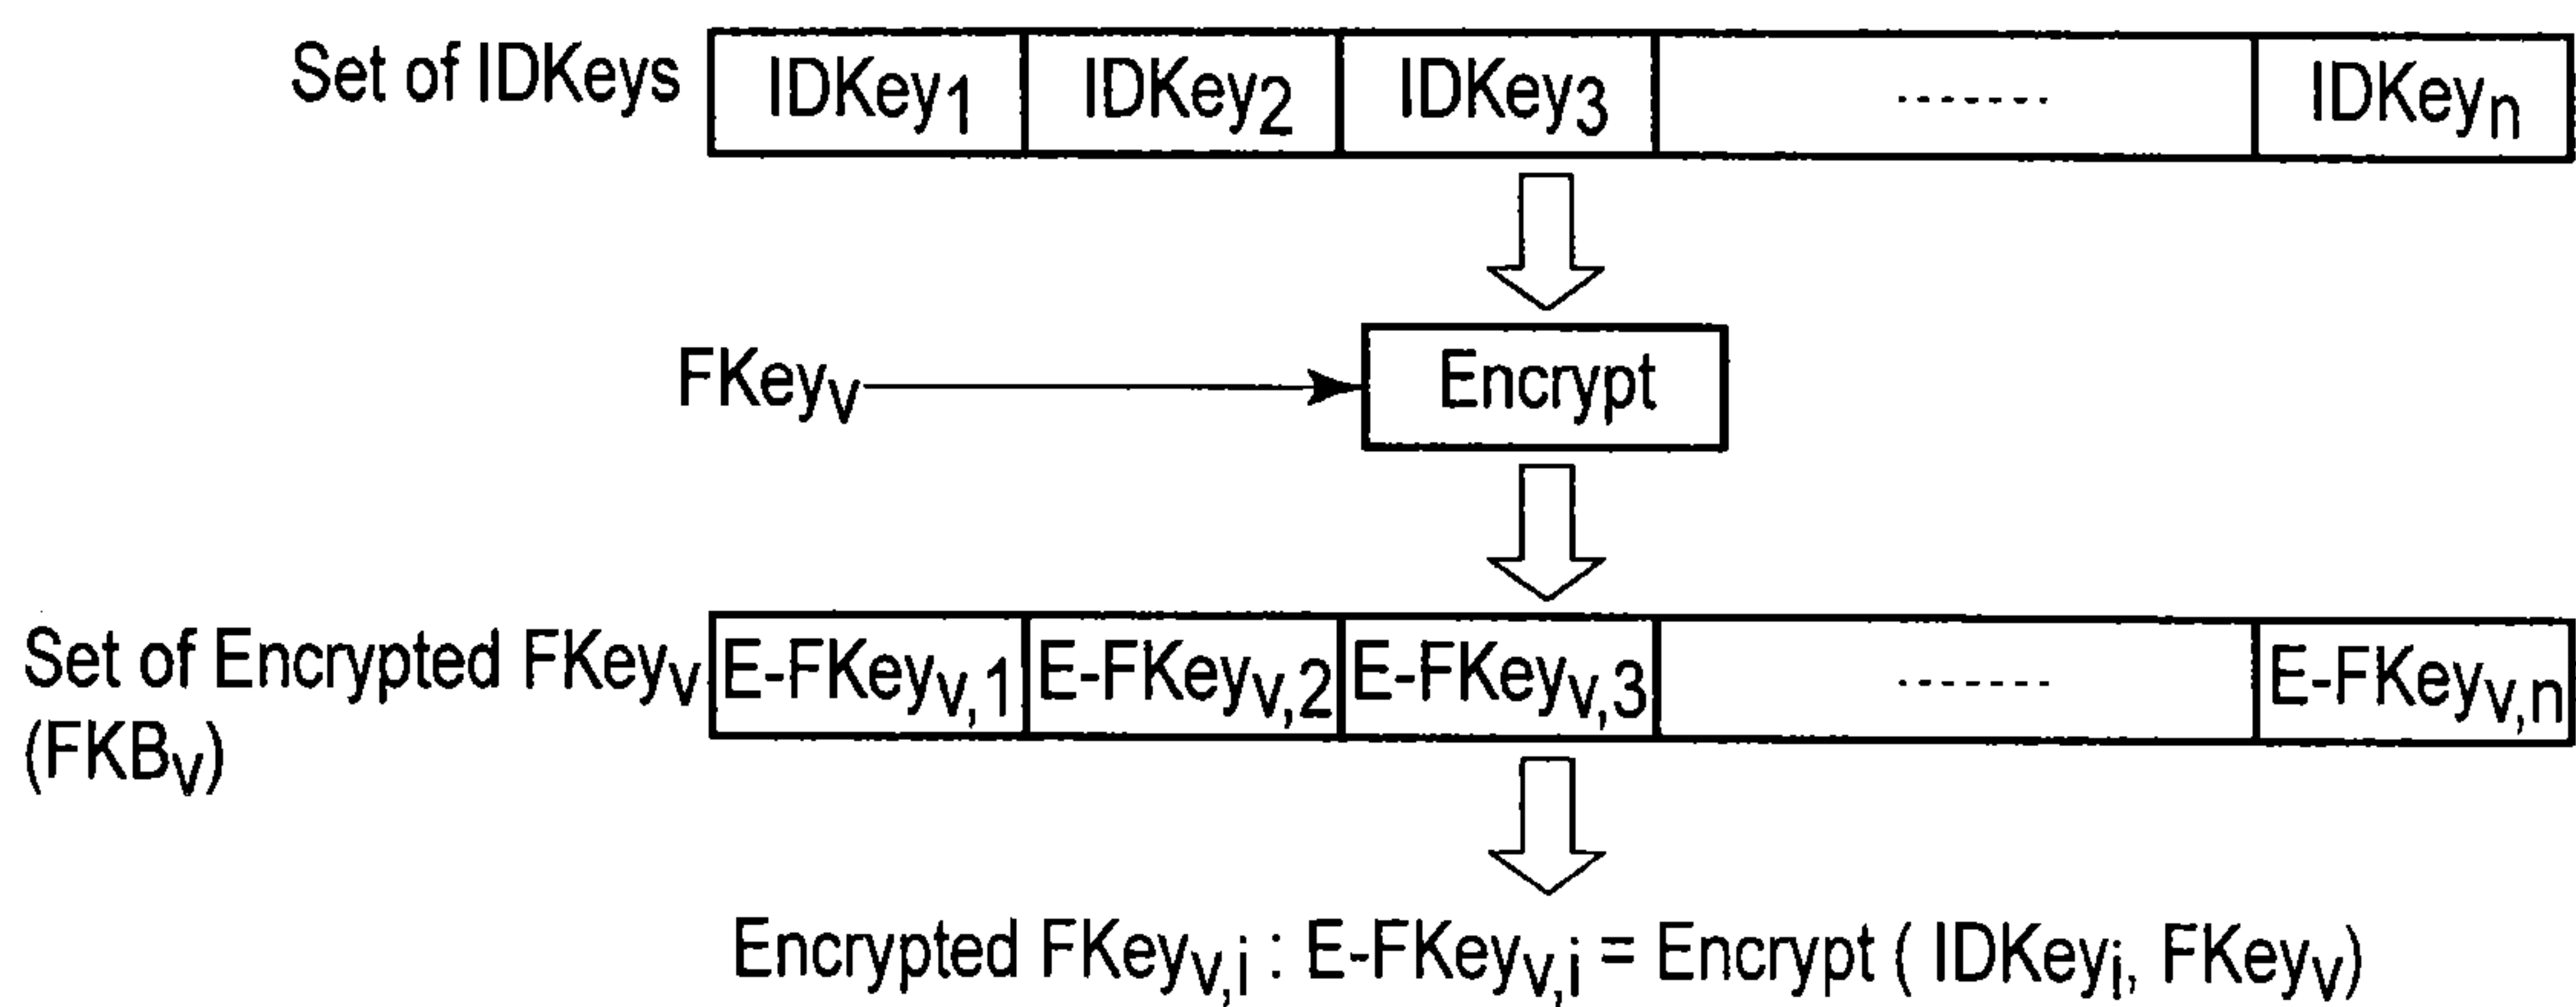 Set of IDKeys IDKey1 IDKey2 IDKey3 ------- IDKeyn
FKeyv Encrypt
Set of Encrypted FKeyv E-FKeyv,1 E-FKeyv,2 E-FKeyv,3 ------- E-FKeyv,n
(FKBv)
Encrypted FKeyv,i : E-FKeyv,i = Encrypt ( IDKeyi, FKeyv)